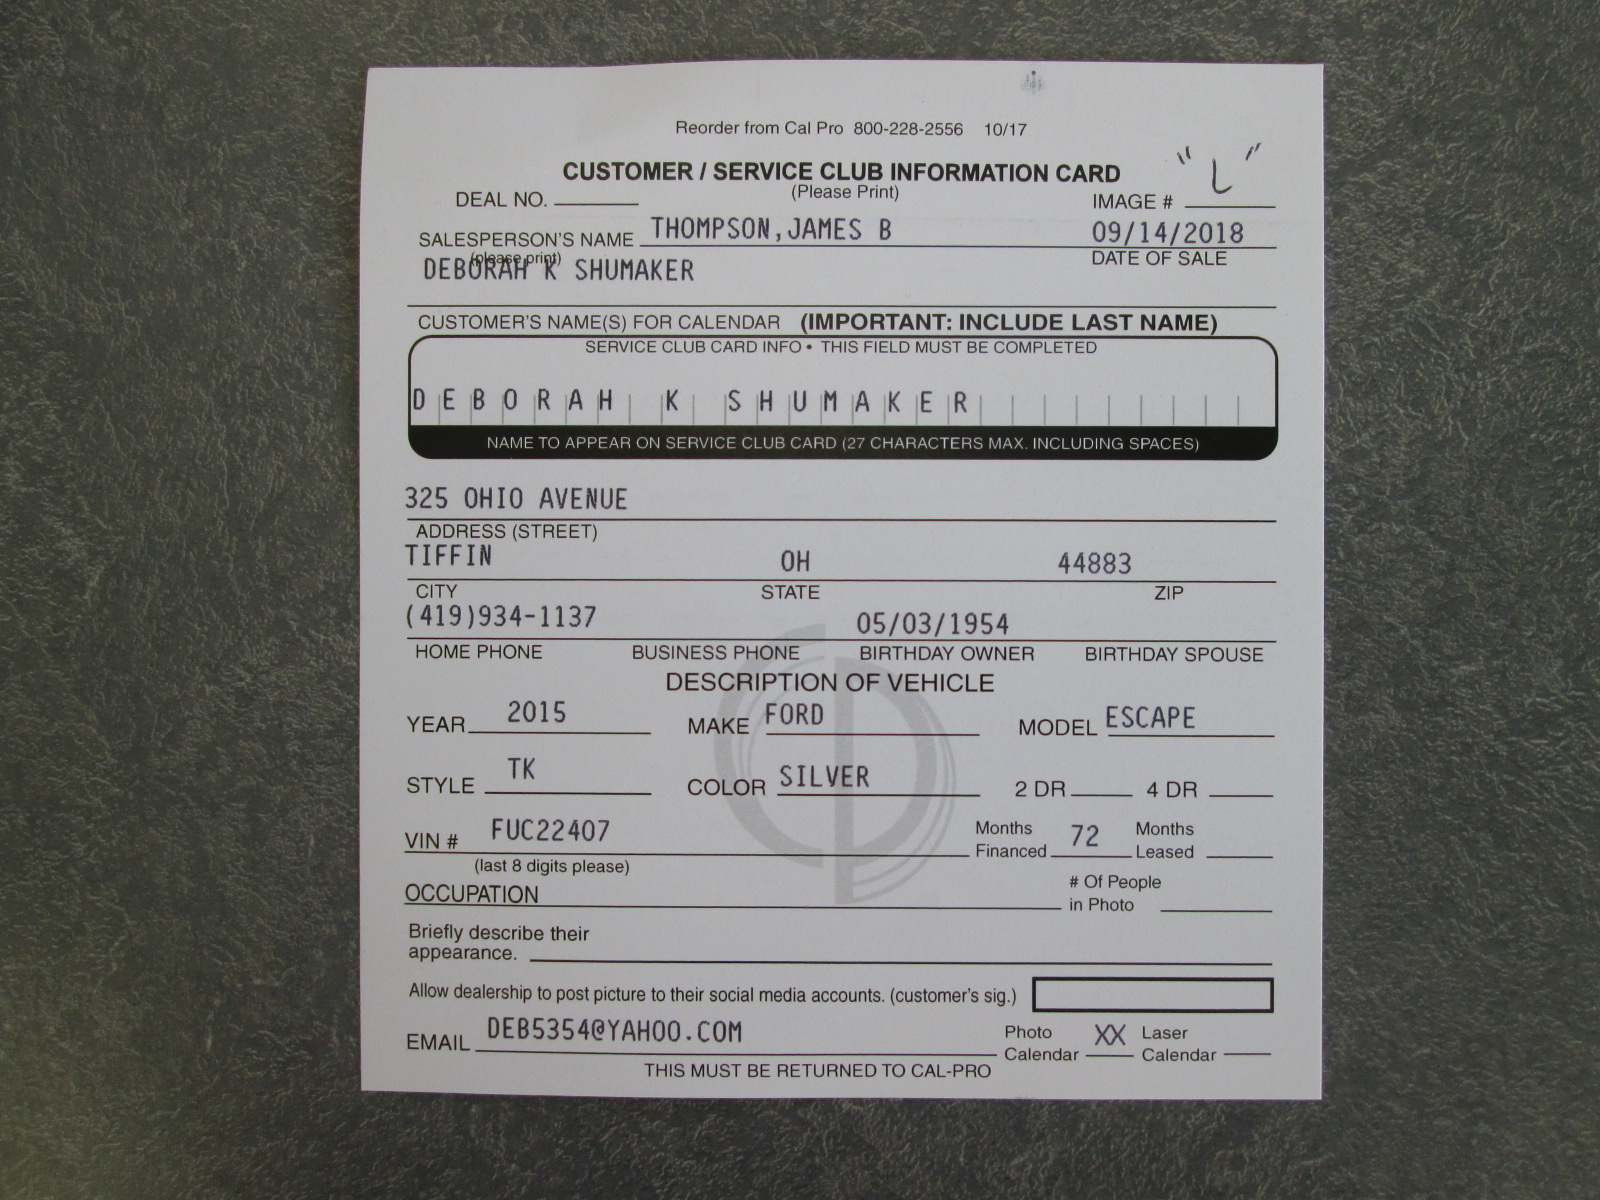 Reorder from Cal Pro 800-228-2556 10/17
CUSTOMER / SERVICE CLUB INFORMATION CARD
"L"
(Please Print)
DEAL NO.
IMAGE #
SALESPERSON'S NAME THOMPSON,JAMES B 09/14/2018
(please print)
DATE OF SALE
DEBORAH K SHUMAKER
CUSTOMER'S NAME(S) FOR CALENDAR (IMPORTANT: INCLUDE LAST NAME)
SERVICE CLUB CARD INFO • THIS FIELD MUST BE COMPLETED
DEBORAH K SHUMAKER
NAME TO APPEAR ON SERVICE CLUB CARD (27 CHARACTERS MAX. INCLUDING SPACES)
325 OHIO AVENUE
ADDRESS (STREET)
TIFFIN OH 44883
CITY STATE ZIP
(419)934-1137 05/03/1954
HOME PHONE BUSINESS PHONE BIRTHDAY OWNER BIRTHDAY SPOUSE
DESCRIPTION OF VEHICLE
YEAR 2015 MAKE FORD MODEL ESCAPE
STYLE TK COLOR SILVER 2 DR 4 DR
VIN # FUC22407 Months Financed 72 Months Leased
(last 8 digits please)
OCCUPATION # Of People in Photo
Briefly describe their
appearance.
Allow dealership to post picture to their social media accounts. (customer's sig.)
EMAIL DEB5354@YAHOO.COM Photo Calendar XX Laser Calendar
THIS MUST BE RETURNED TO CAL-PRO